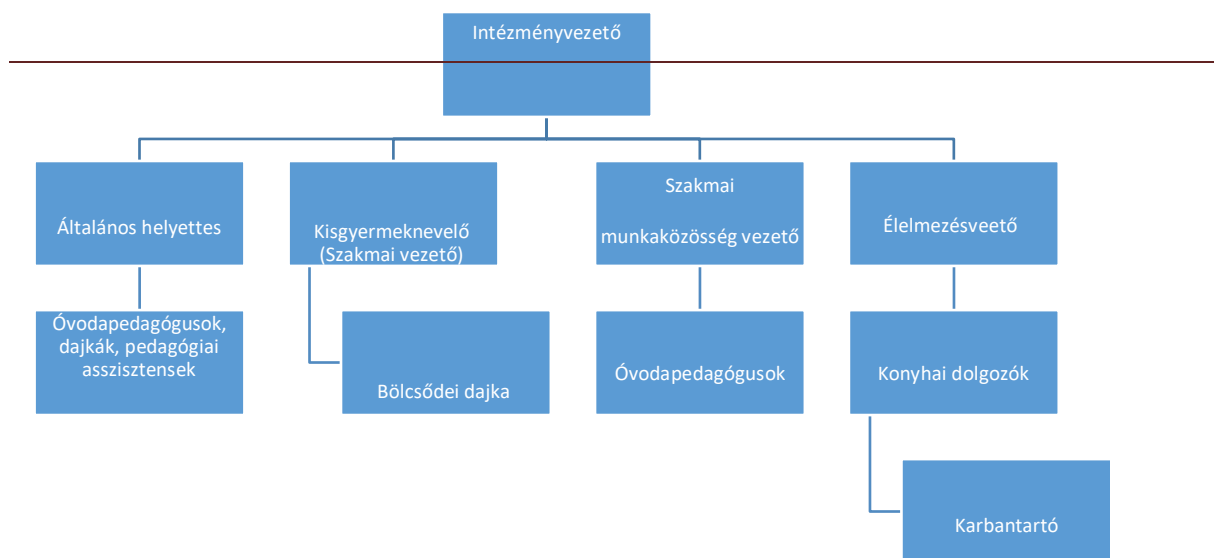 Intézményvezető
Általános helyettes
Kisgyermeknevelő
(Szakmai vezető)
Szakmai
munkaközösség vezető
Élelmezésveető
Óvodapedagógusok,
dajkák, pedagógiai
asszisztensek
Bölcsődei dajka
Óvodapedagógusok
Konyhai dolgozók
Karbantartó